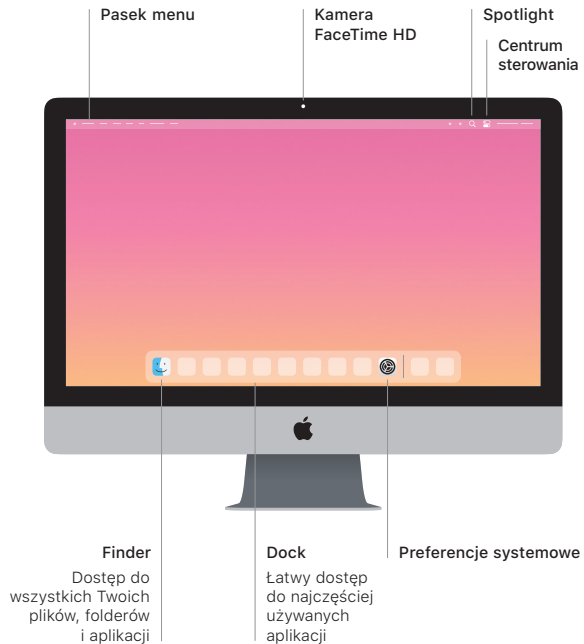 Pasek menu
Kamera
FaceTime HD
Spotlight
Centrum
sterowania
Finder
Dostęp do
wszystkich Twoich
plików, folderów
i aplikacji
Dock
Łatwy dostęp
do najczęściej
używanych
aplikacji
Preferencje systemowe